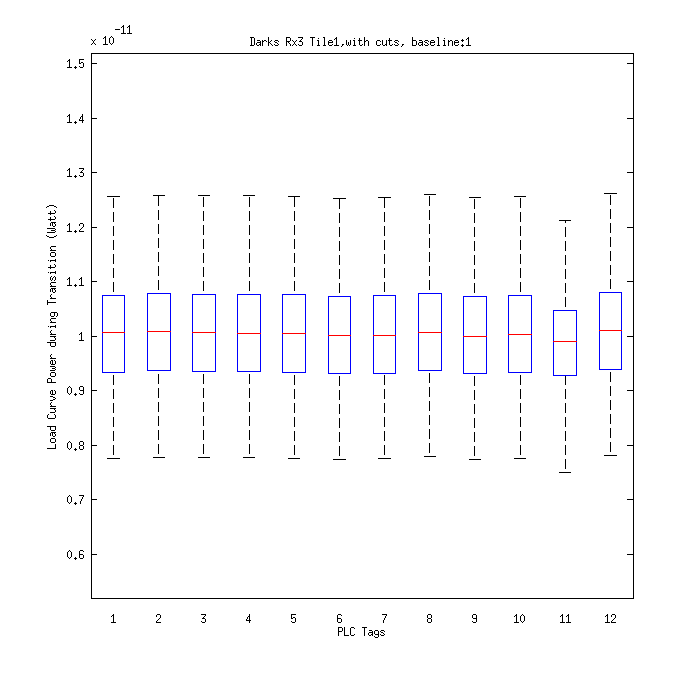 x 10-11
Darks Rx3 Tile1,with cuts, baseline:1
1.5
1.4
1.3
1.2
1.1
1
0.9
0.8
0.7
0.6
Load Curve Power during Transition (Watt)
1 2 3 4 5 6 7 8 9 10 11 12
PLC Tags